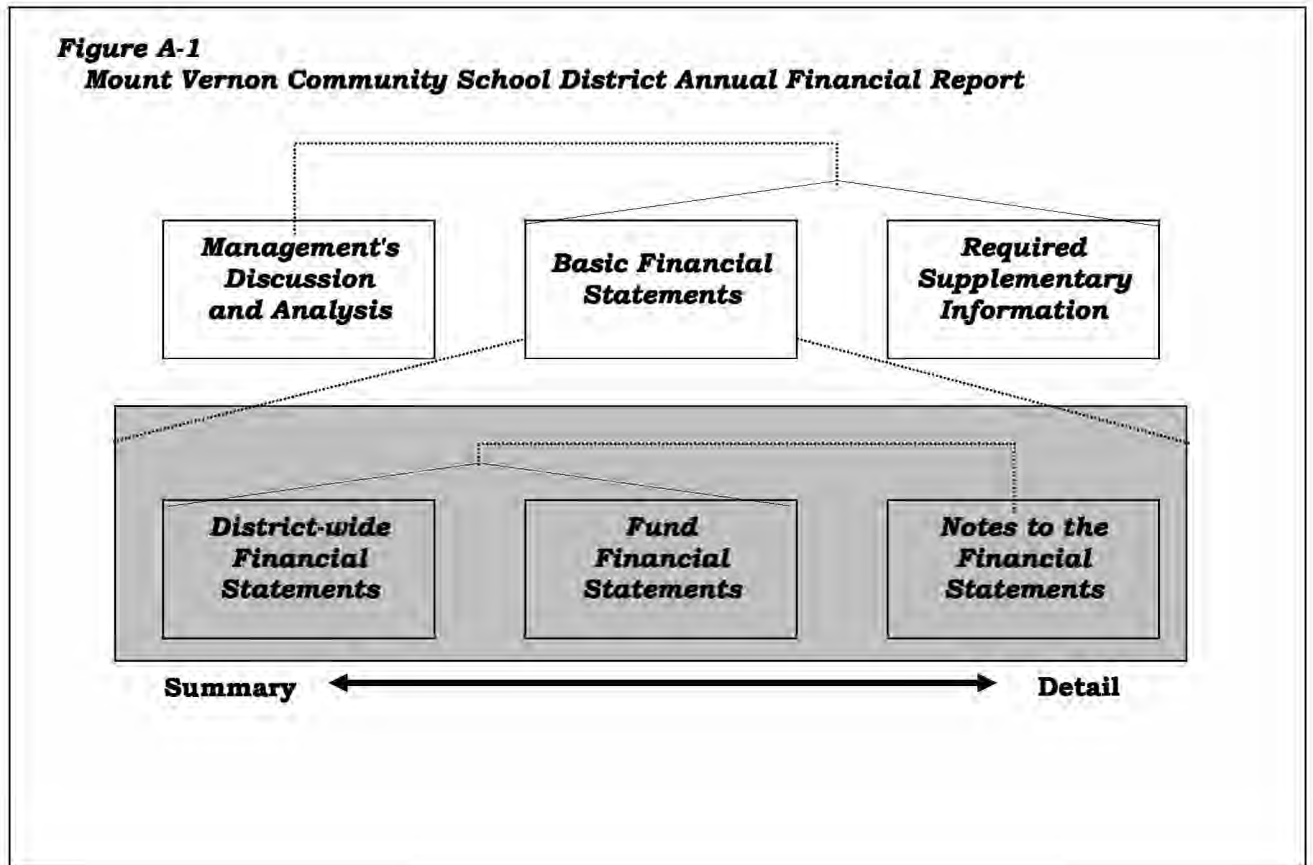 Figure A-1
Mount Vernon Community School District Annual Financial Report
Management's
Discussion
and Analysis
Basic Financial
Statements
Required
Supplementary
Information
District-wide
Financial
Statements
Fund
Financial
Statements
Notes to the
Financial
Statements
Summary
Detail